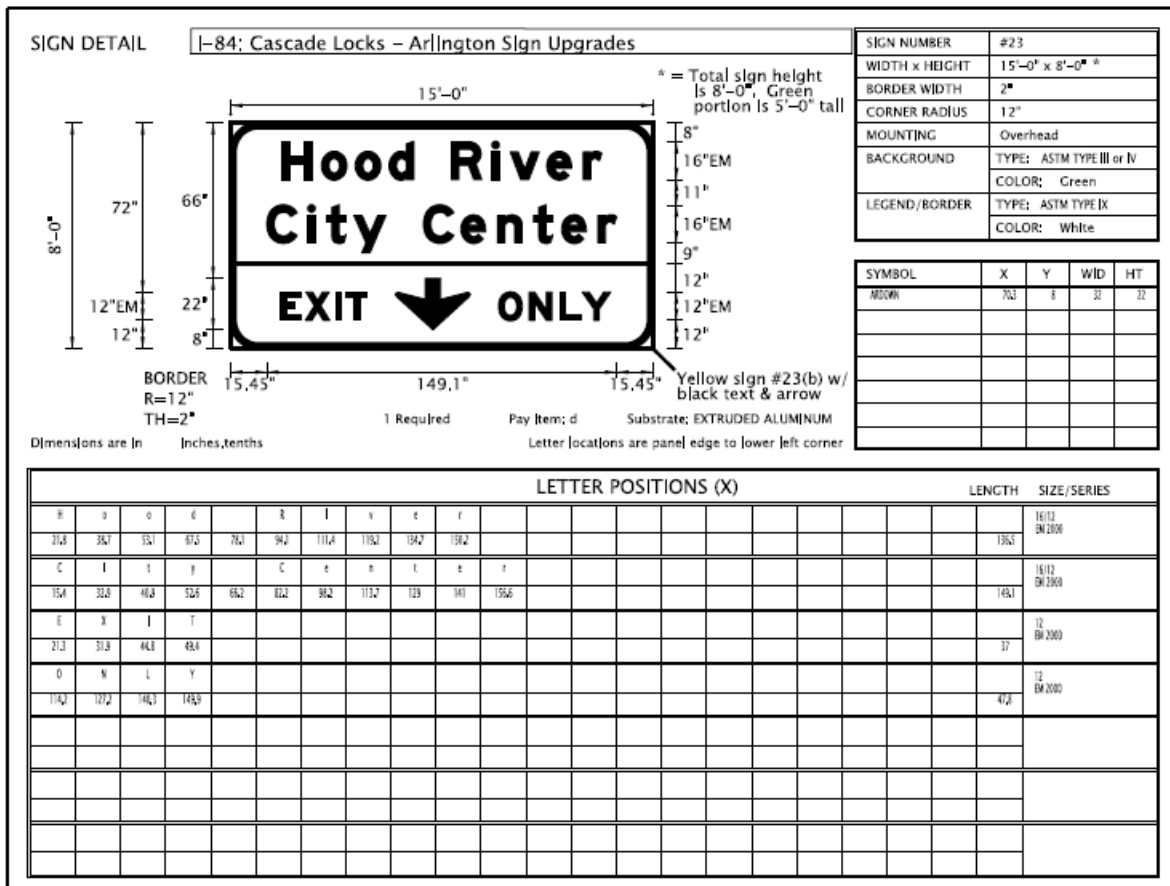 SIGN DETAIL
I-84: Cascade Locks - Arlington Sign Upgrades
* = Total sign height
is 8'-0". Green
portion is 5'-0" tall
15'-0"
Hood River
City Center
EXIT ONLY
8'-0"
72"
12"EM
12"
66"
22"
8"
8"
16"EM
11"
16"EM
9"
12"
12"EM
12"
15.45" 149.1" 15.45"
BORDER
R=12"
TH=2"
Yellow sign #23(b) w/
black text & arrow
1 Required Pay Item: d Substrate: EXTRUDED ALUMINUM
Dimensions are in inches.tenths Letter locations are panel edge to lower left corner
SIGN NUMBER #23
WIDTH x HEIGHT 15'-0" x 8'-0" *
BORDER WIDTH 2"
CORNER RADIUS 12"
MOUNTING Overhead
BACKGROUND TYPE: ASTM TYPE III or IV
COLOR: Green
LEGEND/BORDER TYPE: ASTM TYPE IX
COLOR: White
SYMBOL X Y WID HT
ARDOWN 70.3 8 32 22
LETTER POSITIONS (X) LENGTH SIZE/SERIES
H o o d R i v e r 16/12
EM 2000
21.8 38.7 53.1 67.5 78.1 94.1 111.4 119.2 134.7 150.2 136.5
C i t y C e n t e r 16/12
EM 2000
15.4 32.9 40.9 52.6 66.2 82.2 98.2 113.7 129 141 156.6 149.1
E X I T 12
EM 2000
21.3 31.9 44.8 49.4 37
O N L Y 12
EM 2000
114.2 127.2 140.3 149.9 47.8